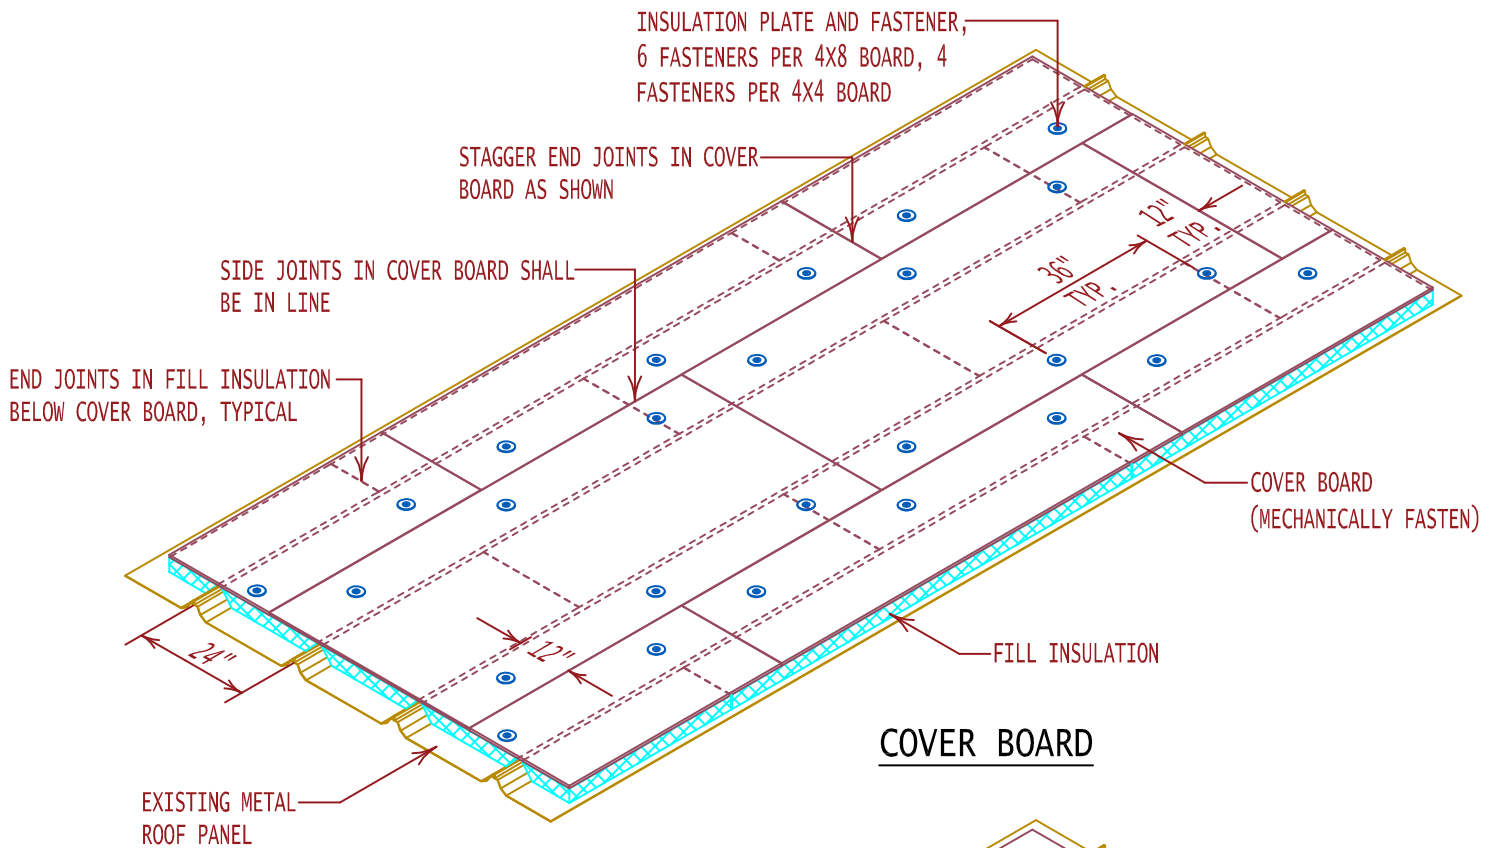 INSULATION PLATE AND FASTENER,
6 FASTENERS PER 4X8 BOARD, 4
FASTENERS PER 4X4 BOARD
STAGGER END JOINTS IN COVER
BOARD AS SHOWN
12"
TYP.
36"
TYP.
SIDE JOINTS IN COVER BOARD SHALL
BE IN LINE
END JOINTS IN FILL INSULATION
BELOW COVER BOARD, TYPICAL
COVER BOARD
(MECHANICALLY FASTEN)
24"
12"
FILL INSULATION
COVER BOARD
EXISTING METAL
ROOF PANEL